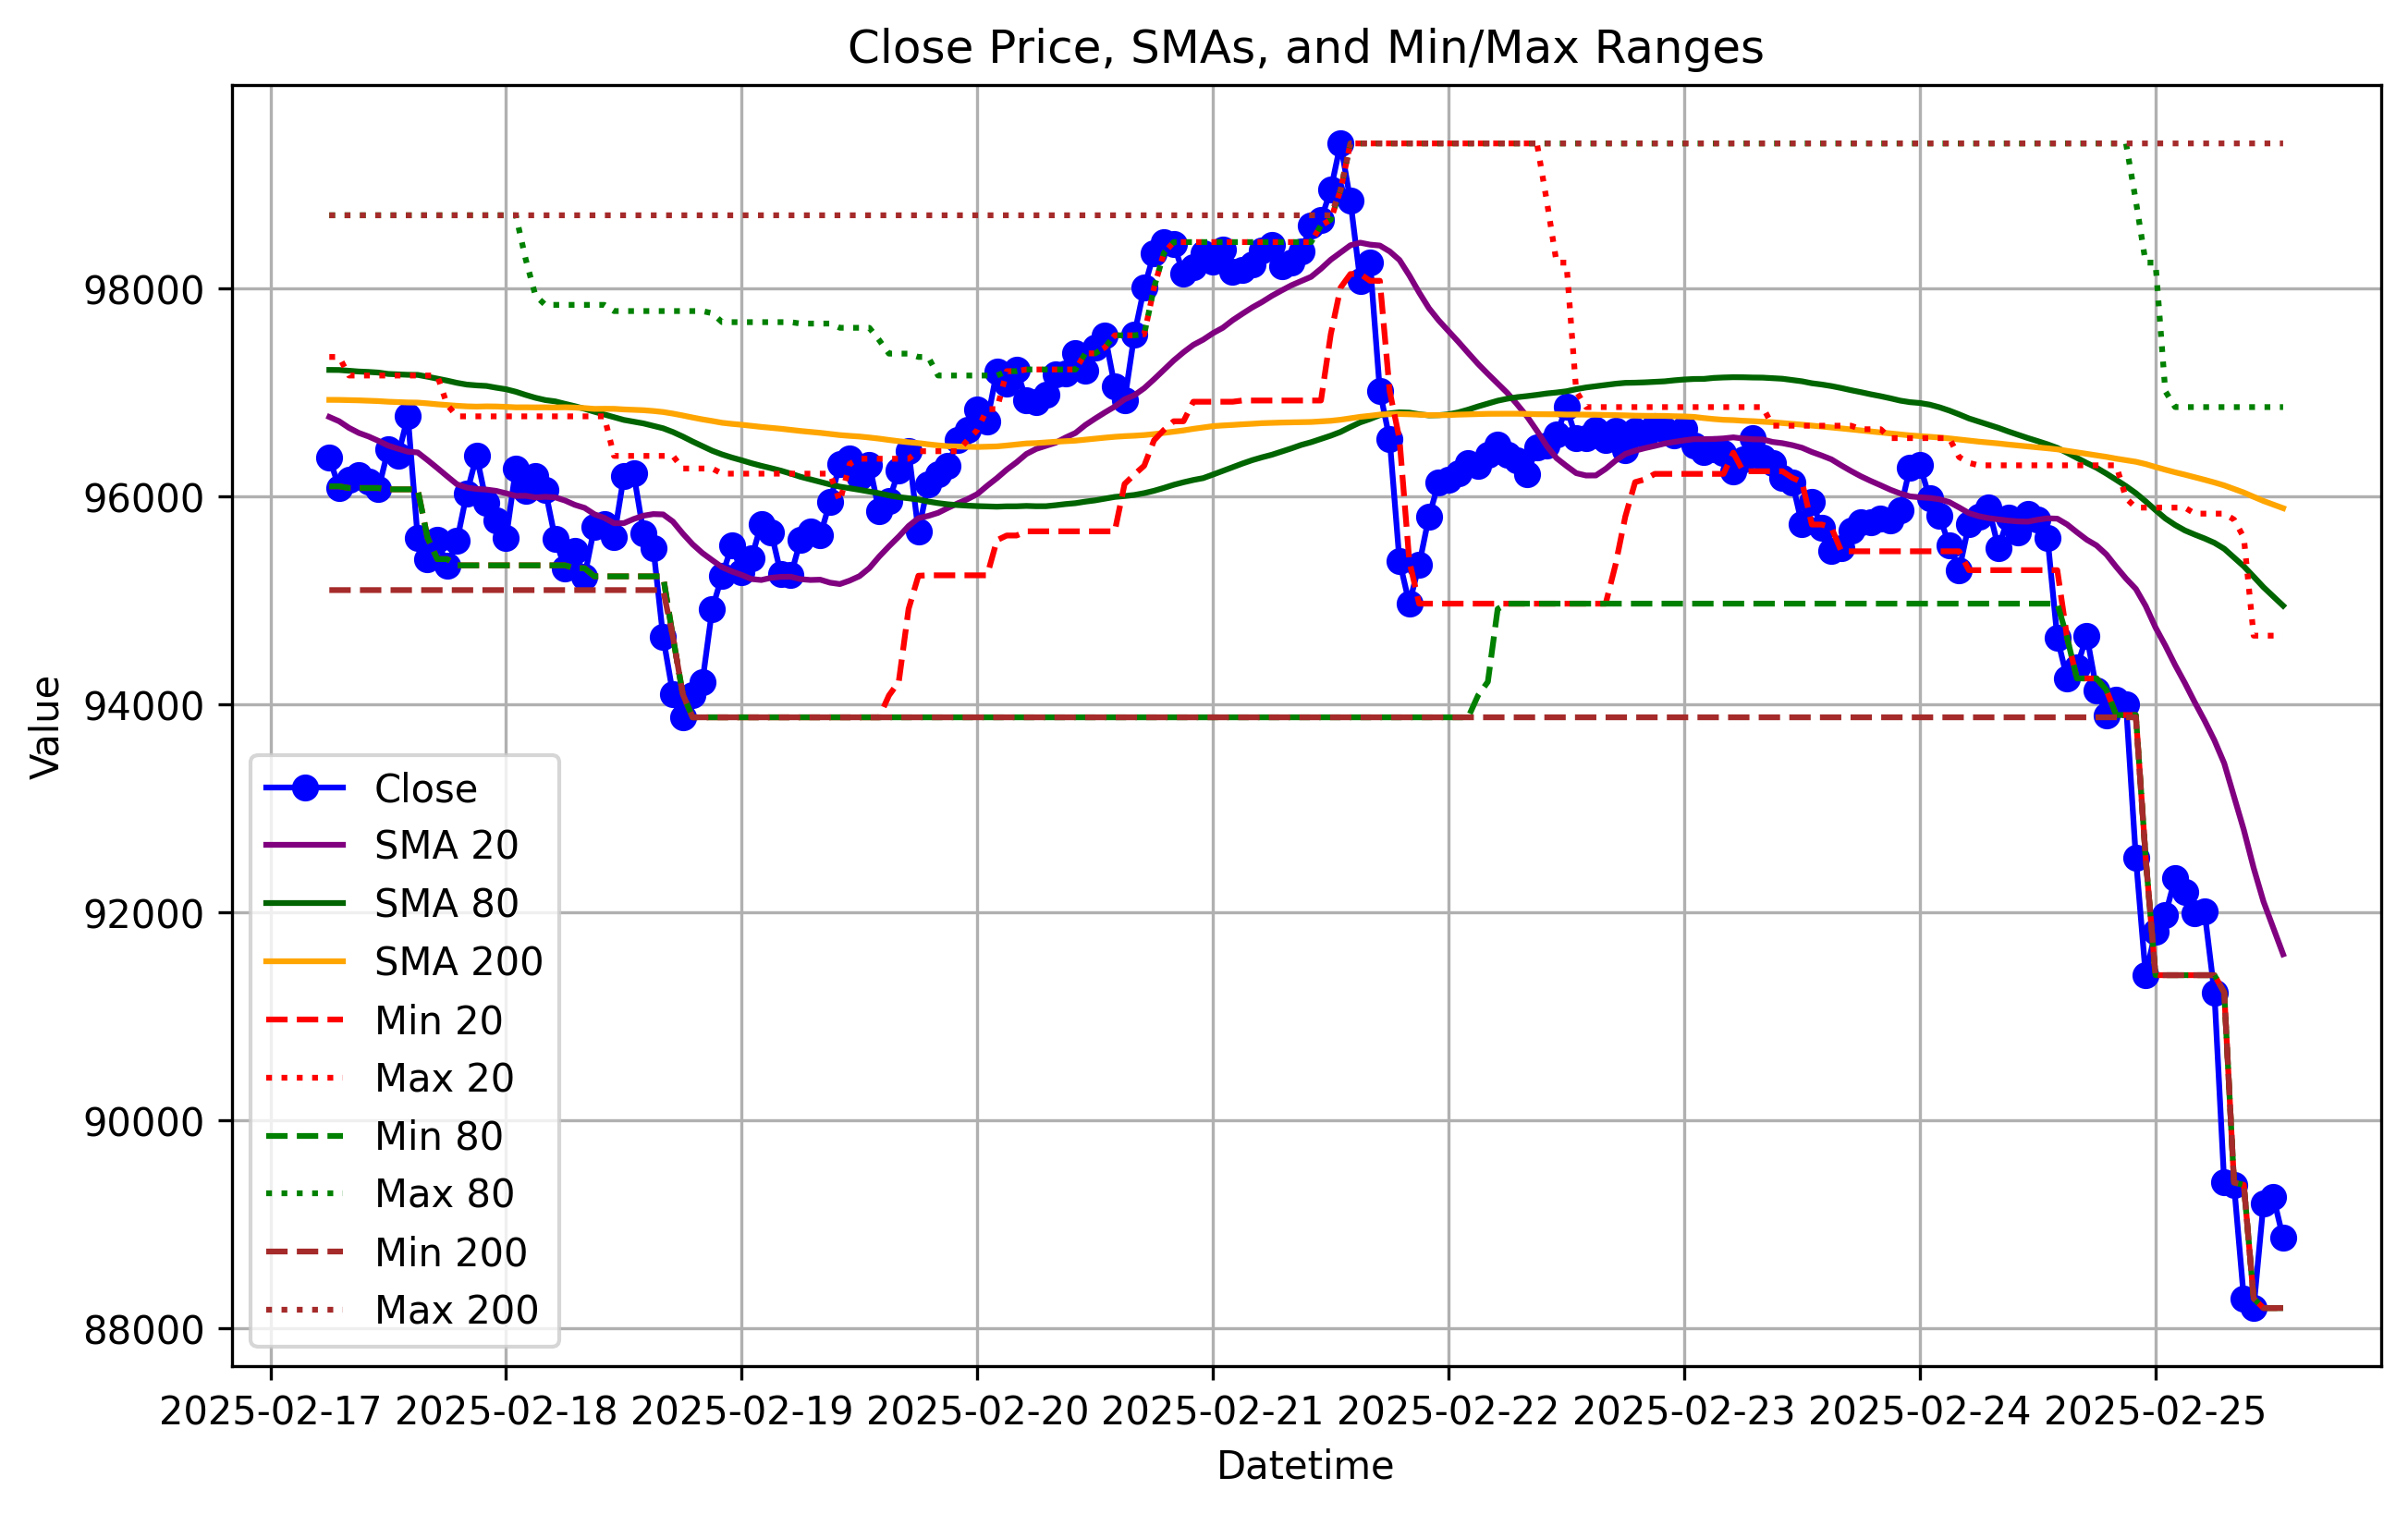 Close Price, SMAs, and Min/Max Ranges
98000
96000
94000
92000
90000
88000
Value
Close
SMA 20
SMA 80
SMA 200
Min 20
Max 20
Min 80
Max 80
Min 200
Max 200
2025-02-17 2025-02-18 2025-02-19 2025-02-20 2025-02-21 2025-02-22 2025-02-23 2025-02-24 2025-02-25
Datetime